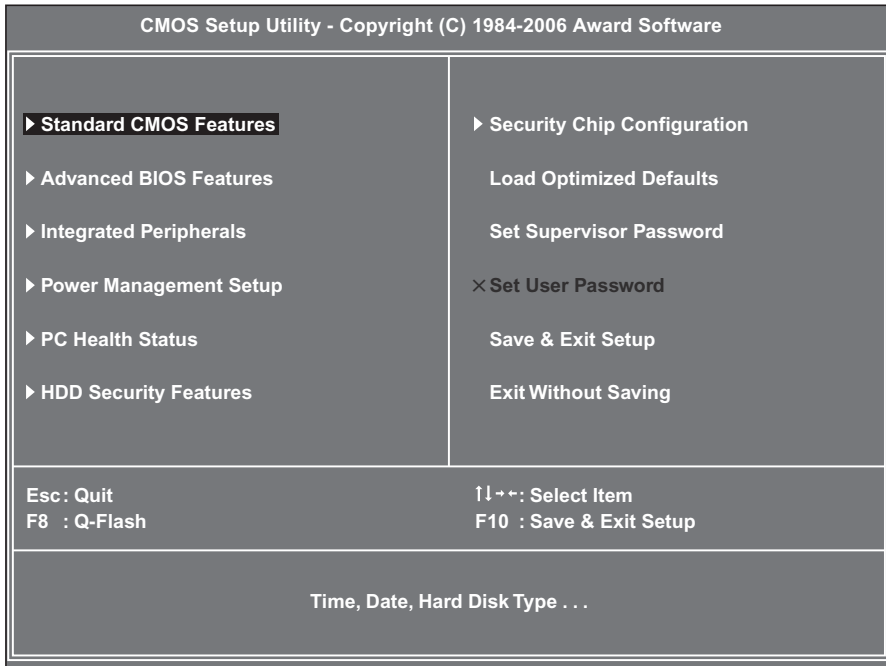 CMOS Setup Utility - Copyright (C) 1984-2006 Award Software
Standard CMOS Features
Advanced BIOS Features
Integrated Peripherals
Power Management Setup
PC Health Status
HDD Security Features
Security Chip Configuration
Load Optimized Defaults
Set Supervisor Password
×Set User Password
Save & Exit Setup
Exit Without Saving
Esc: Quit
F8 : Q-Flash
↑↓→←: Select Item
F10 : Save & Exit Setup
Time, Date, Hard Disk Type . . .